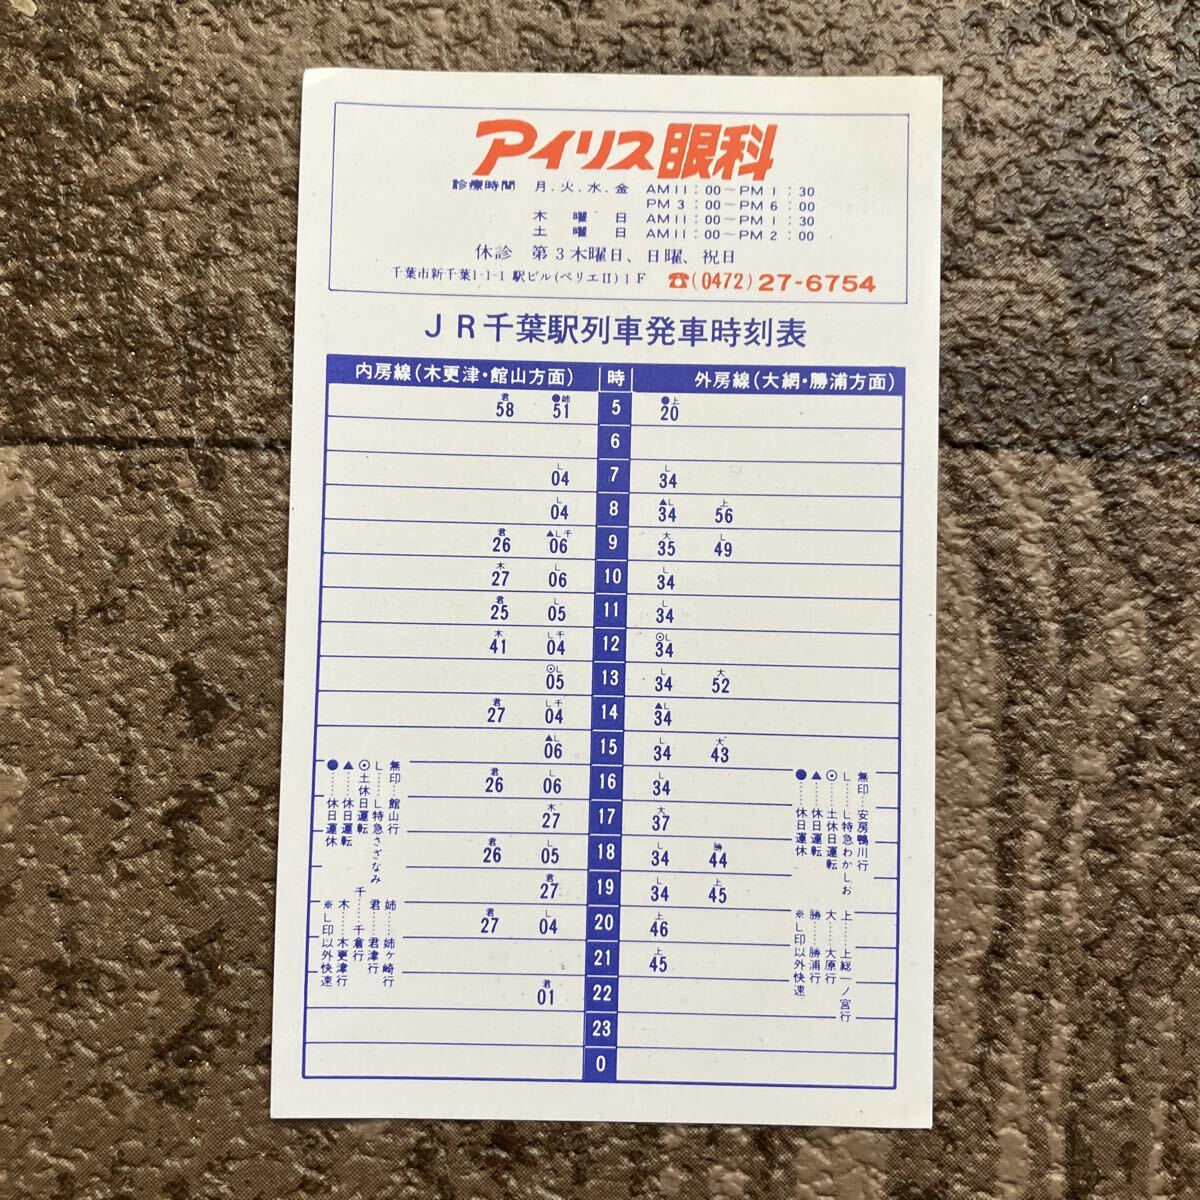 アイリス眼科
診療時間 月.火.水.金 AM11:00~PM1:30
PM3:00~PM6:00
木曜日 AM11:00~PM1:30
土曜日 AM11:00~PM2:00
休診 第3木曜日、日曜、祝日
千葉市新千葉1-1-1 駅ビル(ペリエII)1F ☎(0472)27-6754
JR千葉駅列車発車時刻表
内房線(木更津・館山方面) 時 外房線(大網・勝浦方面)
君 ●姉 ●上
58 51 5 20
6
L L
04 7 34
L ▲L 上
04 8 34 56
君 ▲L千 大 L
26 06 9 35 49
木 L L
27 06 10 34
君 L L
25 05 11 34
木 L千 ⊙L
41 04 12 34
⊙L L 大
05 13 34 52
君 L千 ▲L
27 04 14 34
▲L L 大
06 15 34 43
君 L L
26 06 16 34
木 大
27 17 37
君 L L 勝
26 05 18 34 44
君 L 上
27 19 34 45
君 L 上
27 04 20 46
上
21 45
君
01 22
23
0
無印…館山行
L……L特急さざなみ
⊙土休日運転
▲……休日運転
●……休日運休
姉……姉ヶ崎行
君……君津行
千……千倉行
木……木更津行
※L印以外快速
無印…安房鴨川行
L……L特急わかしお
⊙……土休日運転
▲……休日運転
●……休日運休
上……上総一ノ宮行
大……大原行
勝……勝浦行
※L印以外快速